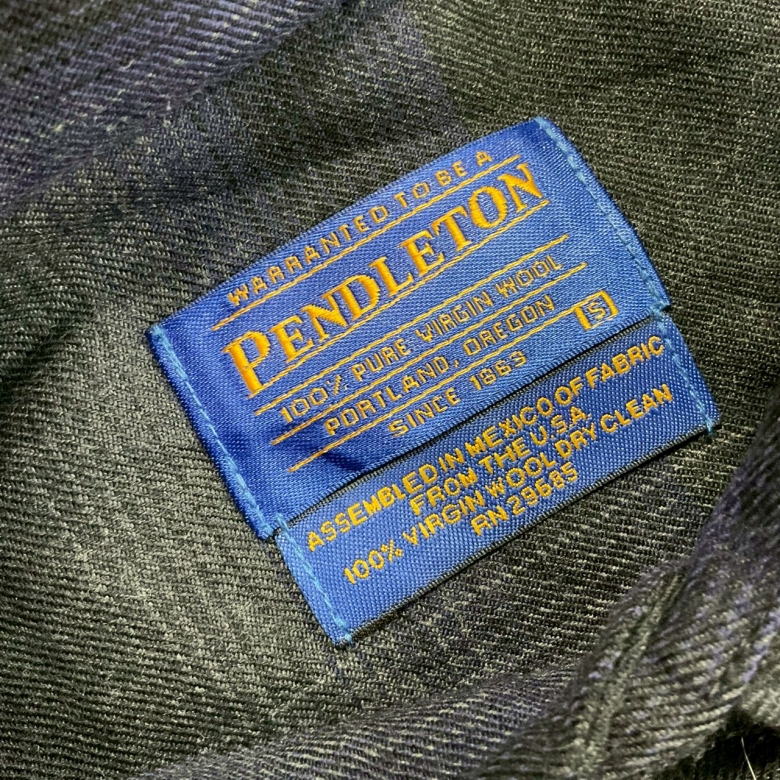 WARRANTED TO BE A
PENDLETON
100% PURE VIRGIN WOOL
PORTLAND, OREGON
SINCE 1863
[S]
ASSEMBLED IN MEXICO OF FABRIC
FROM THE U.S.A.
100% VIRGIN WOOL DRY CLEAN
RN 29685